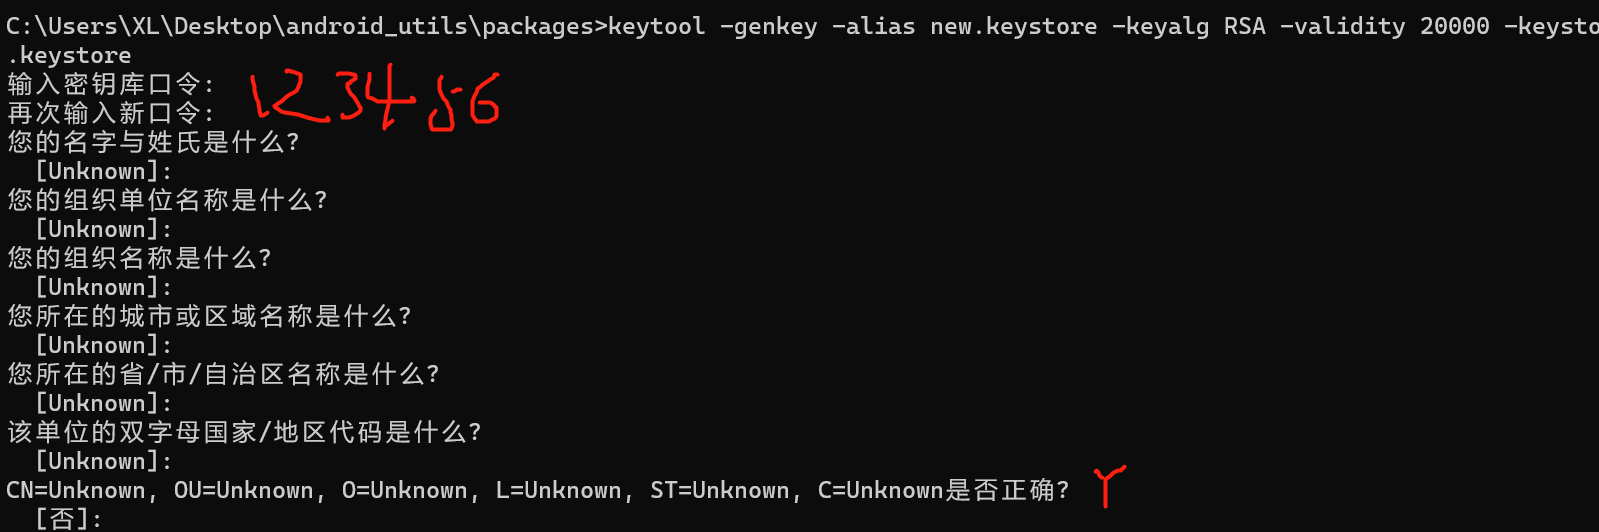 C:\Users\XL\Desktop\android_utils\packages>keytool -genkey -alias new.keystore -keyalg RSA -validity 20000 -keysto
.keystore
输入密钥库口令: 123456
再次输入新口令:
您的名字与姓氏是什么?
[Unknown]:
您的组织单位名称是什么?
[Unknown]:
您的组织名称是什么?
[Unknown]:
您所在的城市或区域名称是什么?
[Unknown]:
您所在的省/市/自治区名称是什么?
[Unknown]:
该单位的双字母国家/地区代码是什么?
[Unknown]:
CN=Unknown, OU=Unknown, O=Unknown, L=Unknown, ST=Unknown, C=Unknown是否正确? Y
[否]: